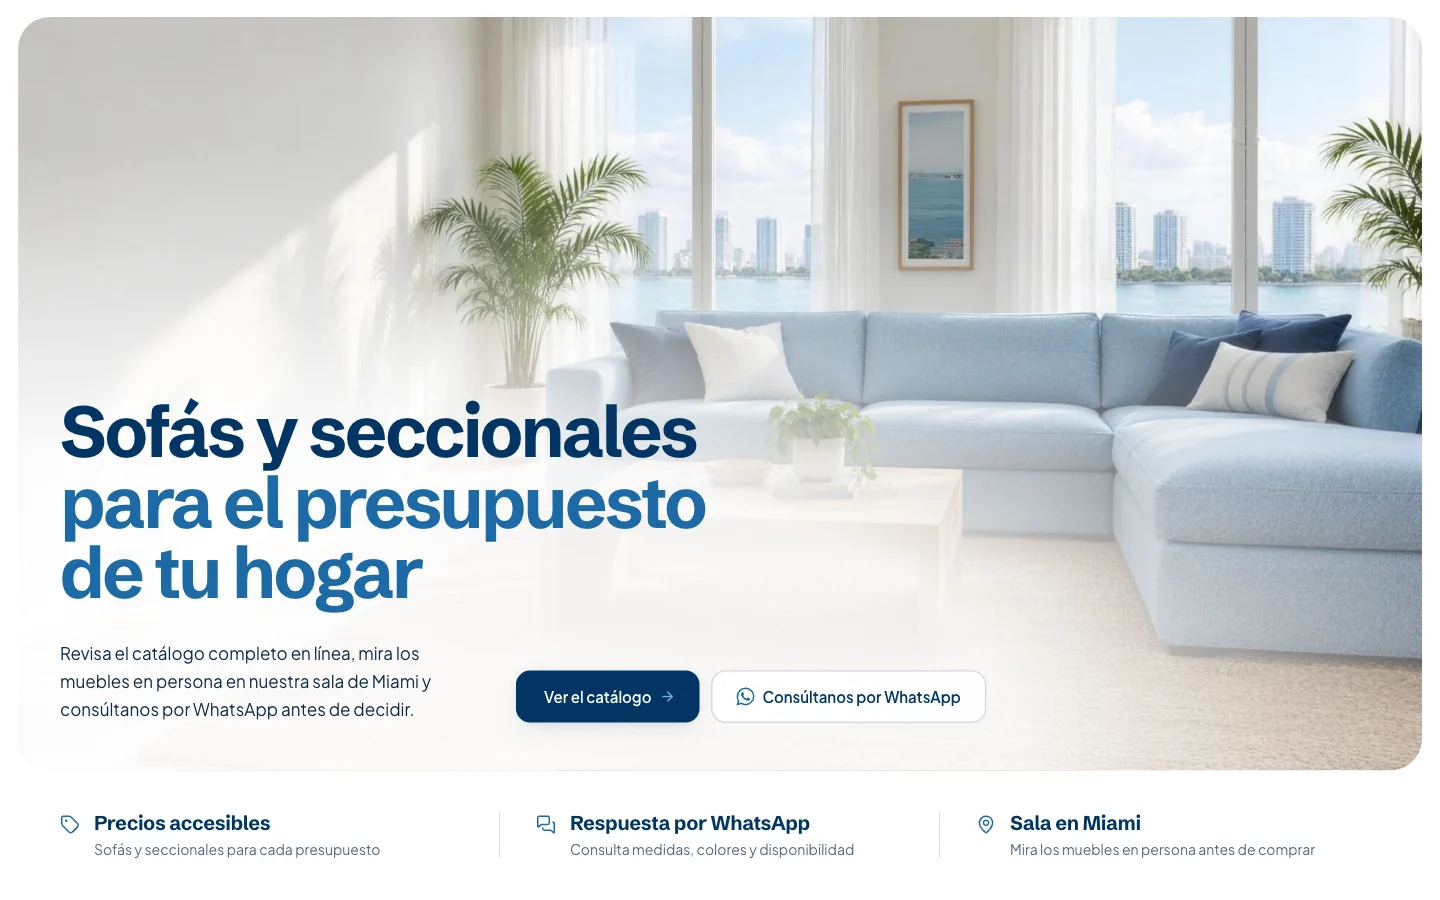 Sofás y seccionales
para el presupuesto
de tu hogar
Revisa el catálogo completo en línea, mira los
muebles en persona en nuestra sala de Miami y
consúltanos por WhatsApp antes de decidir.
Ver el catálogo →
Consúltanos por WhatsApp
Precios accesibles
Sofás y seccionales para cada presupuesto
Respuesta por WhatsApp
Consulta medidas, colores y disponibilidad
Sala en Miami
Mira los muebles en persona antes de comprar